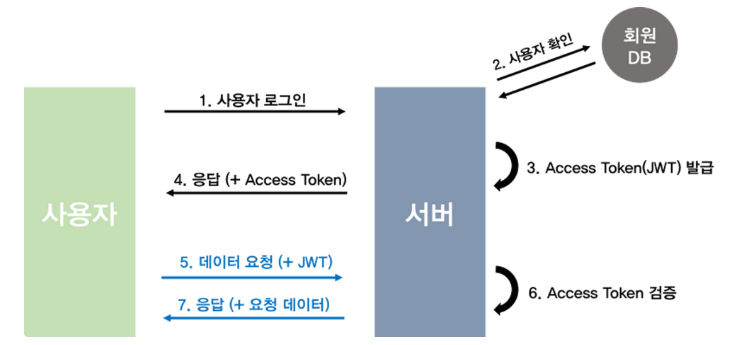 회원
DB
2. 사용자 확인
1. 사용자 로그인
3. Access Token(JWT) 발급
4. 응답 (+ Access Token)
사용자
서버
5. 데이터 요청 (+ JWT)
6. Access Token 검증
7. 응답 (+ 요청 데이터)